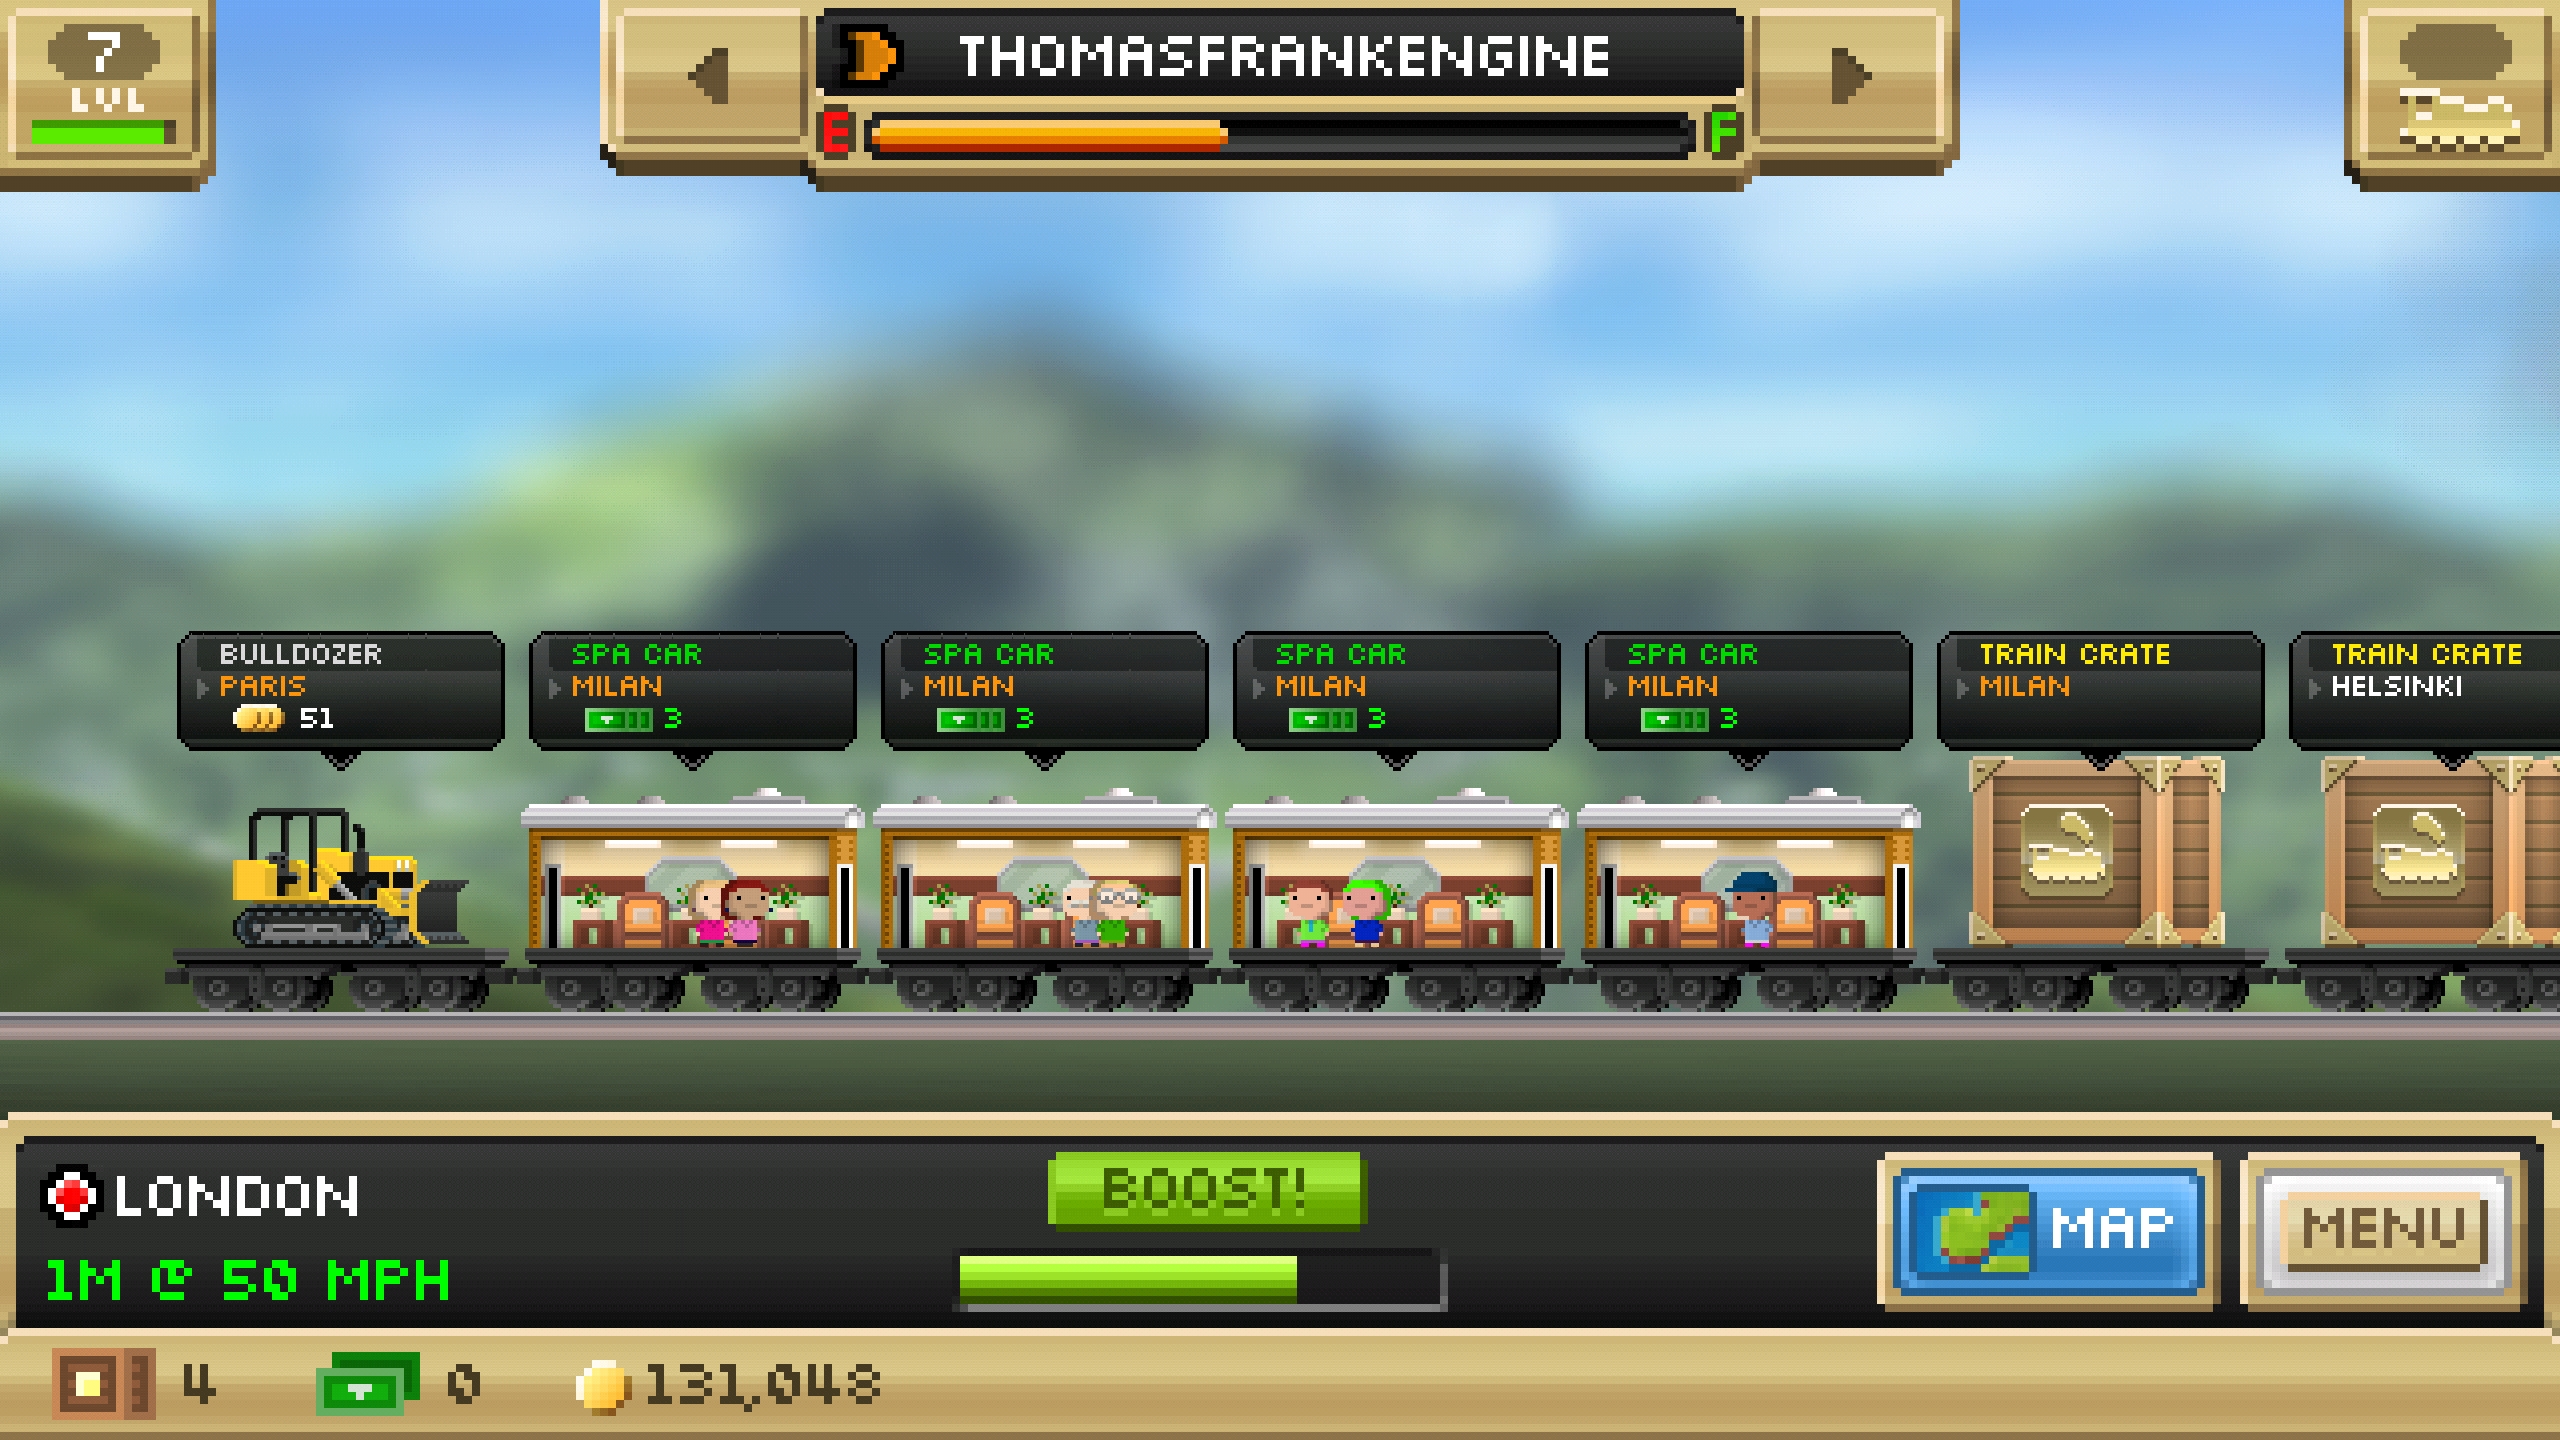 7
LVL
THOMASFRANKENGINE
E
F
BULLDOZER
PARIS
51
SPA CAR
MILAN
3
SPA CAR
MILAN
3
SPA CAR
MILAN
3
SPA CAR
MILAN
3
TRAIN CRATE
MILAN
TRAIN CRATE
HELSINKI
LONDON
1M @ 50 MPH
BOOST!
MAP
MENU
4
0
131,048